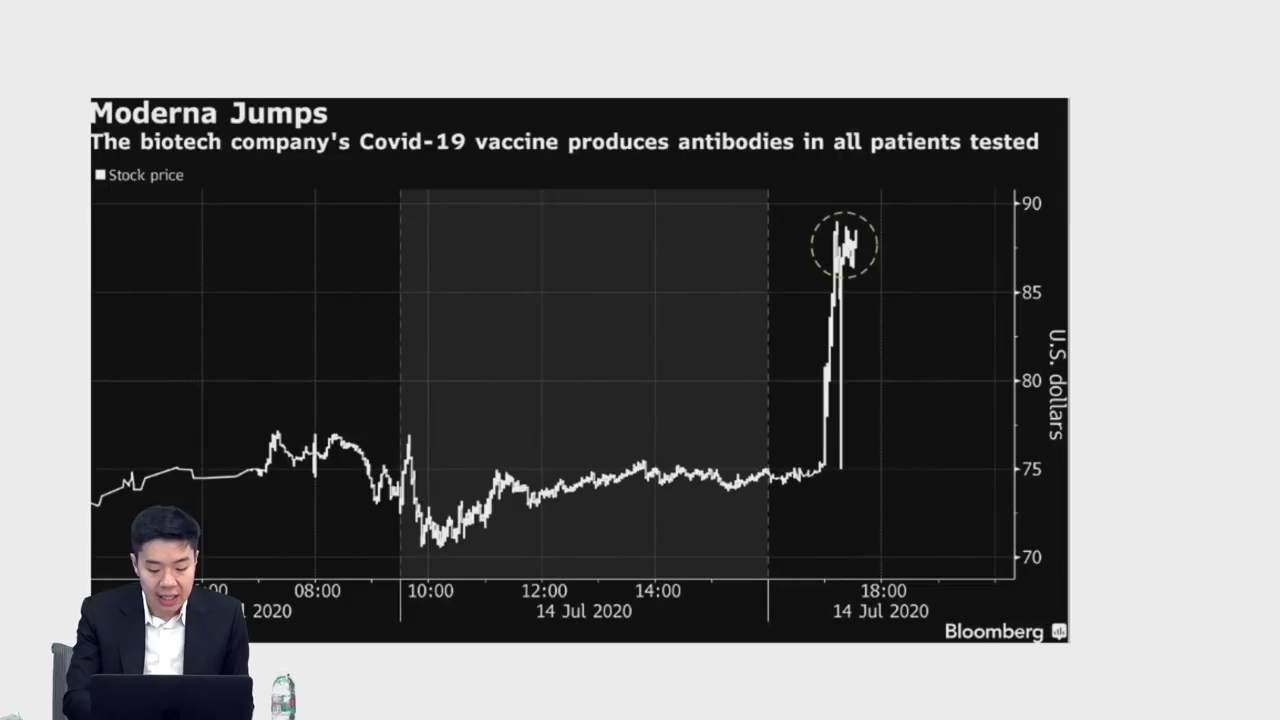 Moderna Jumps
The biotech company's Covid-19 vaccine produces antibodies in all patients tested
Stock price
90
85
80
75
70
U.S. dollars
08:00 10:00 12:00 14:00 18:00
2020 14 Jul 2020 14 Jul 2020
Bloomberg